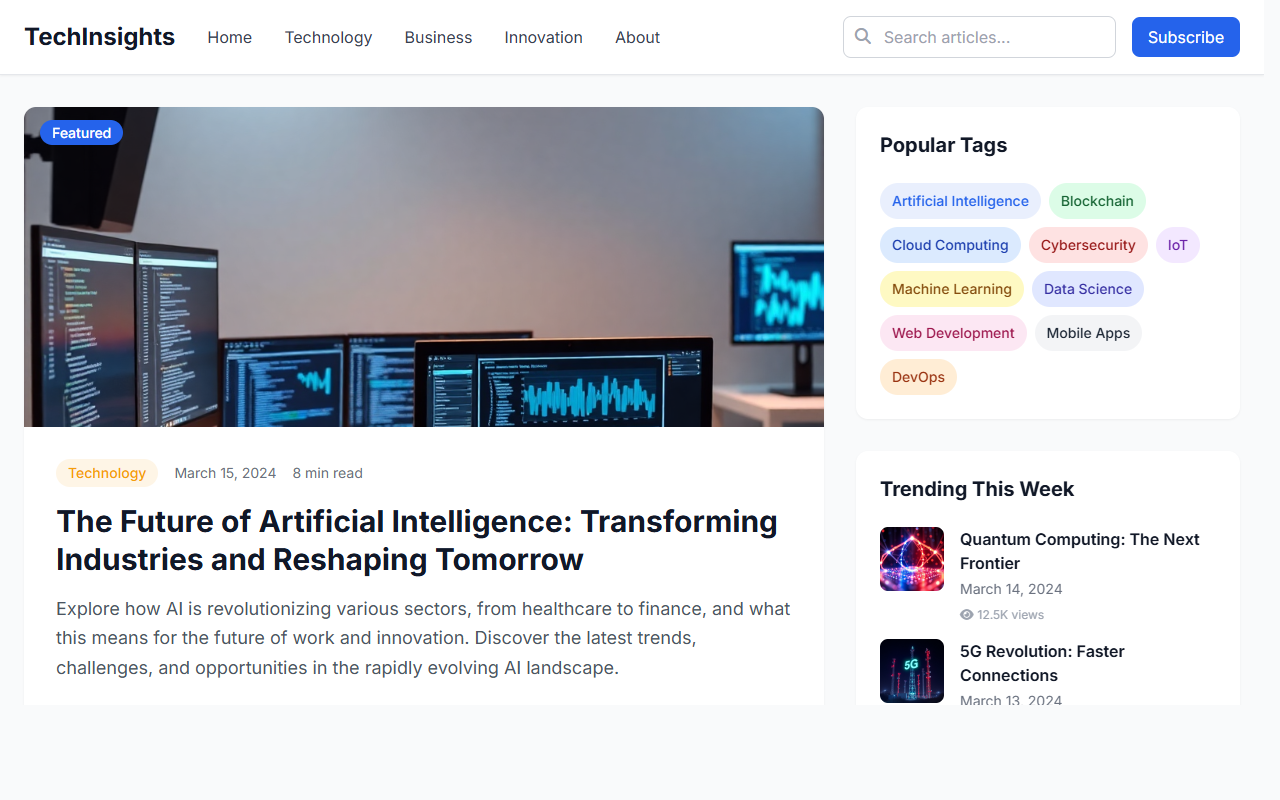 TechInsights
Home
Technology
Business
Innovation
About
Search articles...
Subscribe
Featured
Technology
March 15, 2024
8 min read
The Future of Artificial Intelligence: Transforming
Industries and Reshaping Tomorrow
Explore how AI is revolutionizing various sectors, from healthcare to finance, and what
this means for the future of work and innovation. Discover the latest trends,
challenges, and opportunities in the rapidly evolving AI landscape.
Popular Tags
Artificial Intelligence
Blockchain
Cloud Computing
Cybersecurity
IoT
Machine Learning
Data Science
Web Development
Mobile Apps
DevOps
Trending This Week
Quantum Computing: The Next
Frontier
March 14, 2024
12.5K views
5G
5G Revolution: Faster
Connections
March 13, 2024